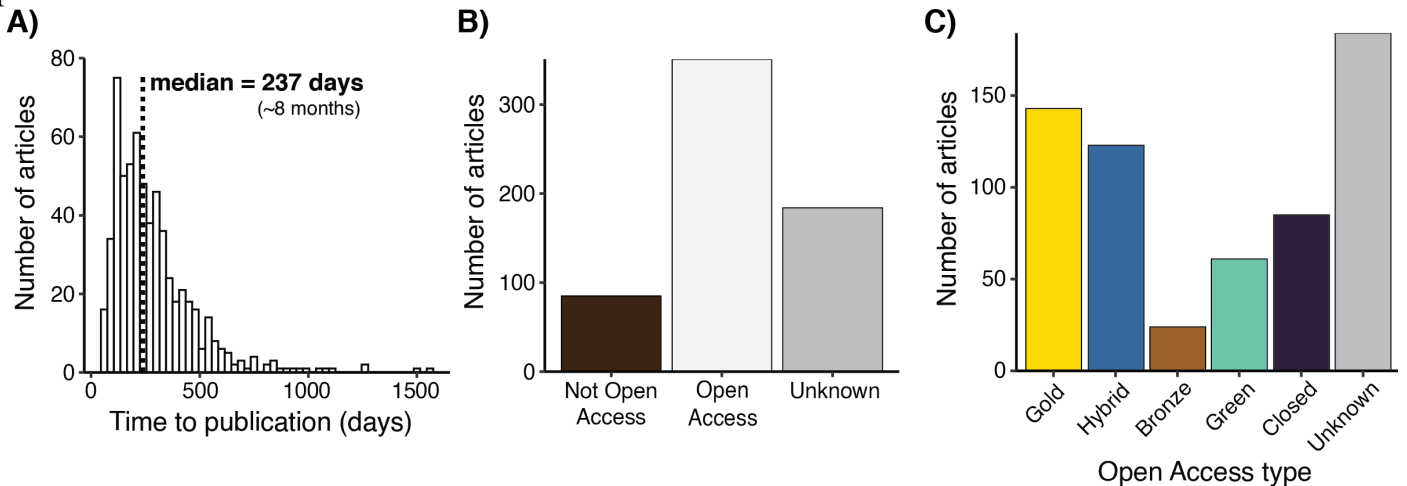 A)
median = 237 days
(~8 months)
Number of articles
80
60
40
20
0
0
500
1000
1500
Time to publication (days)
B)
Number of articles
300
200
100
0
Not Open
Access
Open
Access
Unknown
C)
Number of articles
150
100
50
0
Gold
Hybrid
Bronze
Green
Closed
Unknown
Open Access type